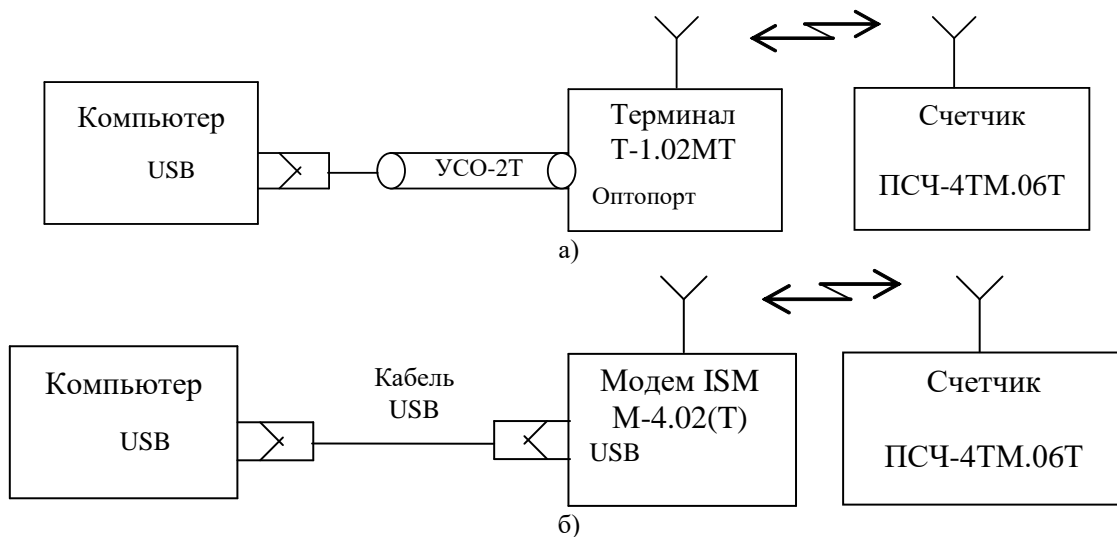 Компьютер
USB
УСО-2Т
Терминал
Т-1.02МТ
Оптопорт
Счетчик
ПСЧ-4ТМ.06Т
а)
Компьютер
USB
Кабель
USB
Модем ISM
М-4.02(Т)
USB
Счетчик
ПСЧ-4ТМ.06Т
б)